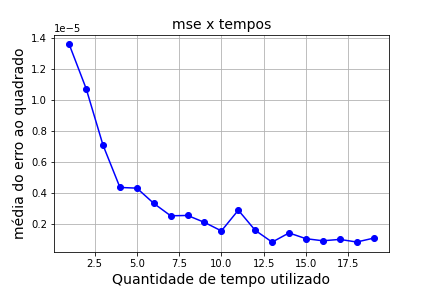 mse x tempos
1e-5
1.4
1.2
1.0
0.8
0.6
0.4
0.2
média do erro ao quadrado
2.5 5.0 7.5 10.0 12.5 15.0 17.5
Quantidade de tempo utilizado